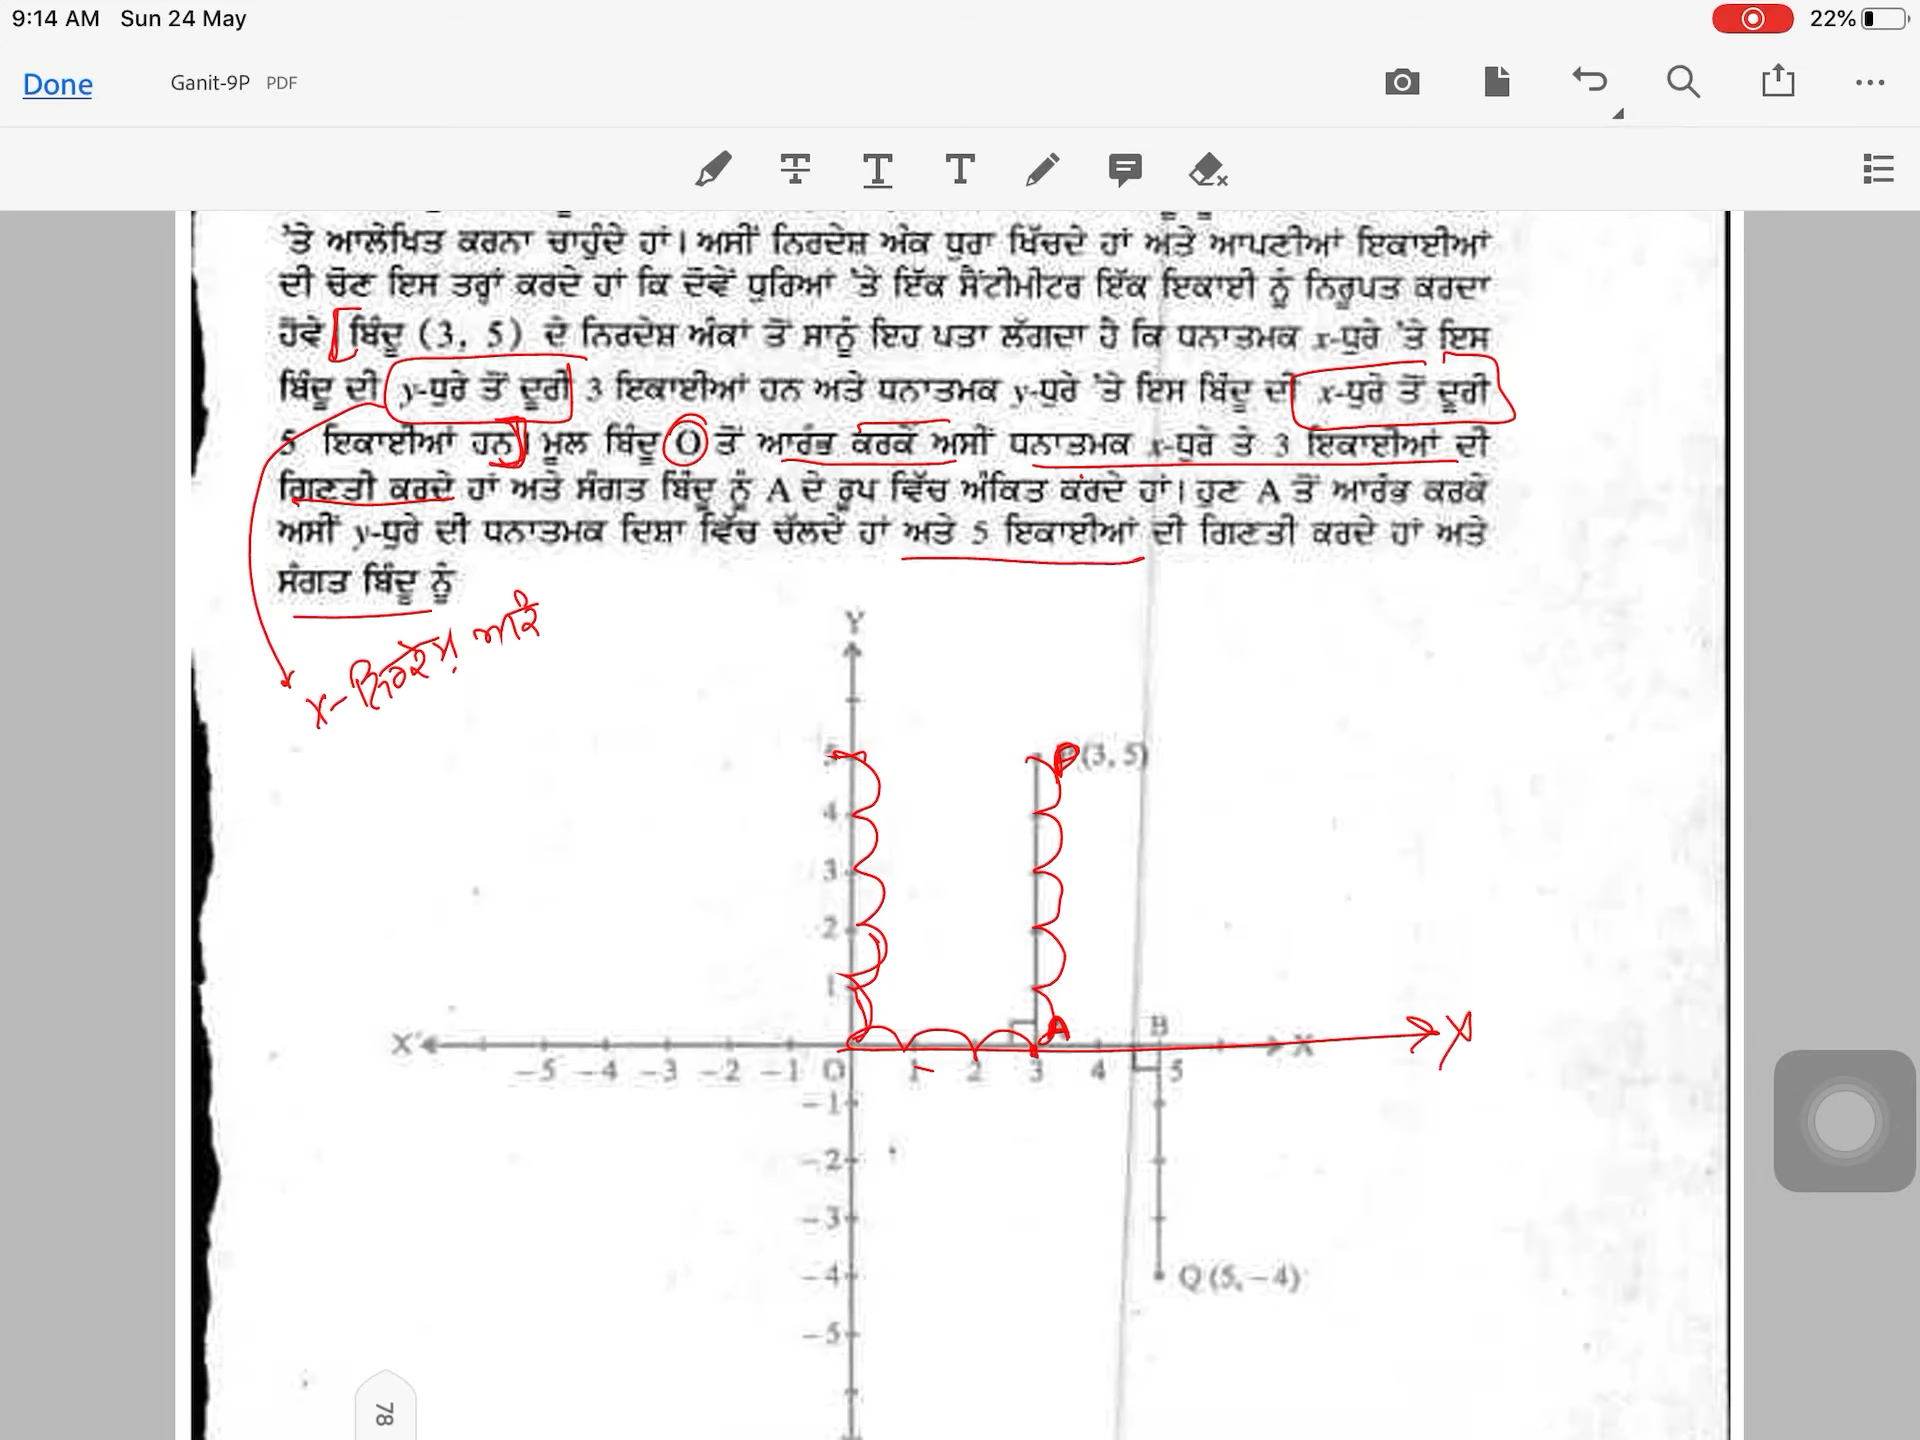 9:14 AM Sun 24 May 22%
Done Ganit-9P PDF
'ਤੇ ਆਲੇਖਿਤ ਕਰਨਾ ਚਾਹੁੰਦੇ ਹਾਂ। ਅਸੀਂ ਨਿਰਦੇਸ਼ ਅੰਕ ਧੁਰਾ ਖਿੱਚਦੇ ਹਾਂ ਅਤੇ ਆਪਣੀਆਂ ਇਕਾਈਆਂ
ਦੀ ਚੋਣ ਇਸ ਤਰ੍ਹਾਂ ਕਰਦੇ ਹਾਂ ਕਿ ਦੋਵੇਂ ਧੁਰਿਆਂ 'ਤੇ ਇੱਕ ਸੈਂਟੀਮੀਟਰ ਇੱਕ ਇਕਾਈ ਨੂੰ ਨਿਰੂਪਤ ਕਰਦਾ
ਹੋਵੇ ਬਿੰਦੂ (3, 5) ਦੇ ਨਿਰਦੇਸ਼ ਅੰਕਾਂ ਤੋਂ ਸਾਨੂੰ ਇਹ ਪਤਾ ਲੱਗਦਾ ਹੈ ਕਿ ਧਨਾਤਮਕ x-ਧੁਰੇ 'ਤੇ ਇਸ
ਬਿੰਦੂ ਦੀ y-ਧੁਰੇ ਤੋਂ ਦੂਰੀ 3 ਇਕਾਈਆਂ ਹਨ ਅਤੇ ਧਨਾਤਮਕ y-ਧੁਰੇ 'ਤੇ ਇਸ ਬਿੰਦੂ ਦੀ x-ਧੁਰੇ ਤੋਂ ਦੂਰੀ
5 ਇਕਾਈਆਂ ਹਨ। ਮੂਲ ਬਿੰਦੂ O ਤੋਂ ਆਰੰਭ ਕਰਕੇ ਅਸੀਂ ਧਨਾਤਮਕ x-ਧੁਰੇ ਤੇ 3 ਇਕਾਈਆਂ ਦੀ
ਗਿਣਤੀ ਕਰਦੇ ਹਾਂ ਅਤੇ ਸੰਗਤ ਬਿੰਦੂ ਨੂੰ A ਦੇ ਰੂਪ ਵਿੱਚ ਅੰਕਿਤ ਕਰਦੇ ਹਾਂ। ਹੁਣ A ਤੋਂ ਆਰੰਭ ਕਰਕੇ
ਅਸੀਂ y-ਧੁਰੇ ਦੀ ਧਨਾਤਮਕ ਦਿਸ਼ਾ ਵਿੱਚ ਚੱਲਦੇ ਹਾਂ ਅਤੇ 5 ਇਕਾਈਆਂ ਦੀ ਗਿਣਤੀ ਕਰਦੇ ਹਾਂ ਅਤੇ
ਸੰਗਤ ਬਿੰਦੂ ਨੂੰ
x-
Y
5 P(3, 5)
4
3
2
1
A B
X' X X
-5 -4 -3 -2 -1 O 1 2 3 4 5
-1
-2
-3
-4 Q(5, -4)
-5
78